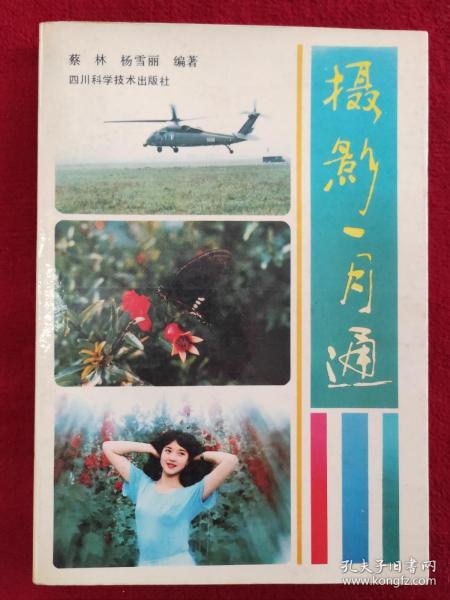 蔡 林 杨雪丽 编著
四川科学技术出版社
摄影一月通
孔夫子旧书网
www.kongfz.com